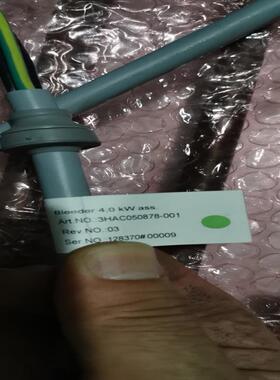 Bleeder 4,0 kW ass.
Art.NO.:3HAC050878-001
Rev NO :03
Ser NO.:128370#00009